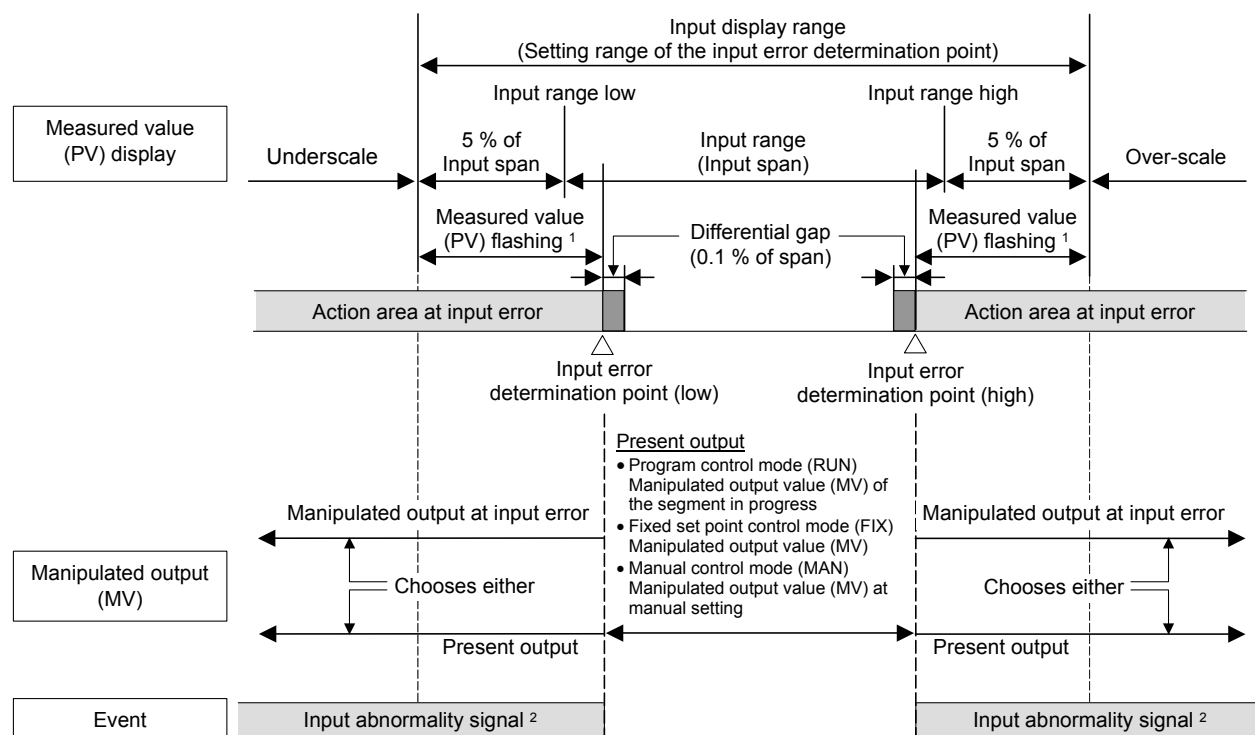 Input display range
(Setting range of the input error determination point)
Input range low
Input range high
Measured value
(PV) display
Underscale
5 % of
Input span
Input range
(Input span)
5 % of
Input span
Over-scale
Measured value
(PV) flashing 1
Differential gap
(0.1 % of span)
Measured value
(PV) flashing 1
Action area at input error
Action area at input error
Input error
determination point (low)
Input error
determination point (high)
Present output
• Program control mode (RUN)
Manipulated output value (MV) of
the segment in progress
• Fixed set point control mode (FIX)
Manipulated output value (MV)
• Manual control mode (MAN)
Manipulated output value (MV) at
manual setting
Manipulated output at input error
Manipulated output at input error
Manipulated output
(MV)
Chooses either
Chooses either
Present output
Present output
Event
Input abnormality signal 2
Input abnormality signal 2